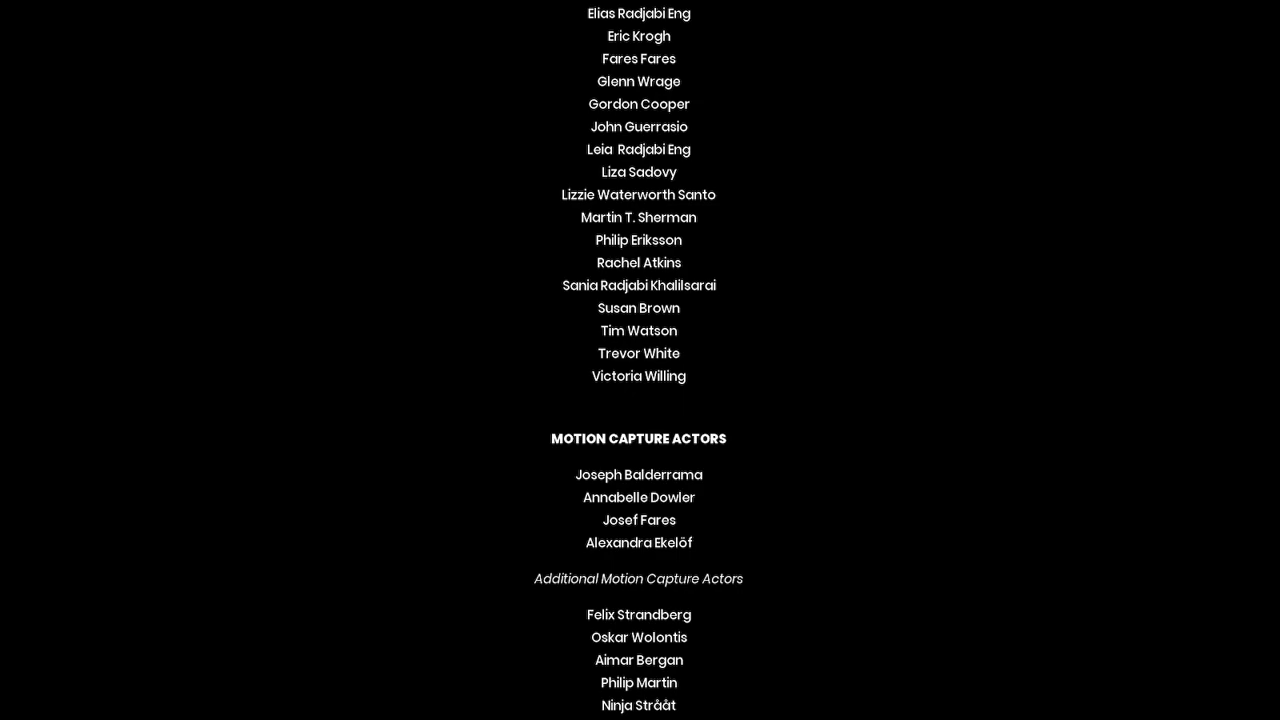 Elias Radjabi Eng
Eric Krogh
Fares Fares
Glenn Wrage
Gordon Cooper
John Guerrasio
Leia  Radjabi Eng
Liza Sadovy
Lizzie Waterworth Santo
Martin T. Sherman
Philip Eriksson
Rachel Atkins
Sania Radjabi Khalilsarai
Susan Brown
Tim Watson
Trevor White
Victoria Willing
MOTION CAPTURE ACTORS
Joseph Balderrama
Annabelle Dowler
Josef Fares
Alexandra Ekelöf
Additional Motion Capture Actors
Felix Strandberg
Oskar Wolontis
Aimar Bergan
Philip Martin
Ninja Strååt